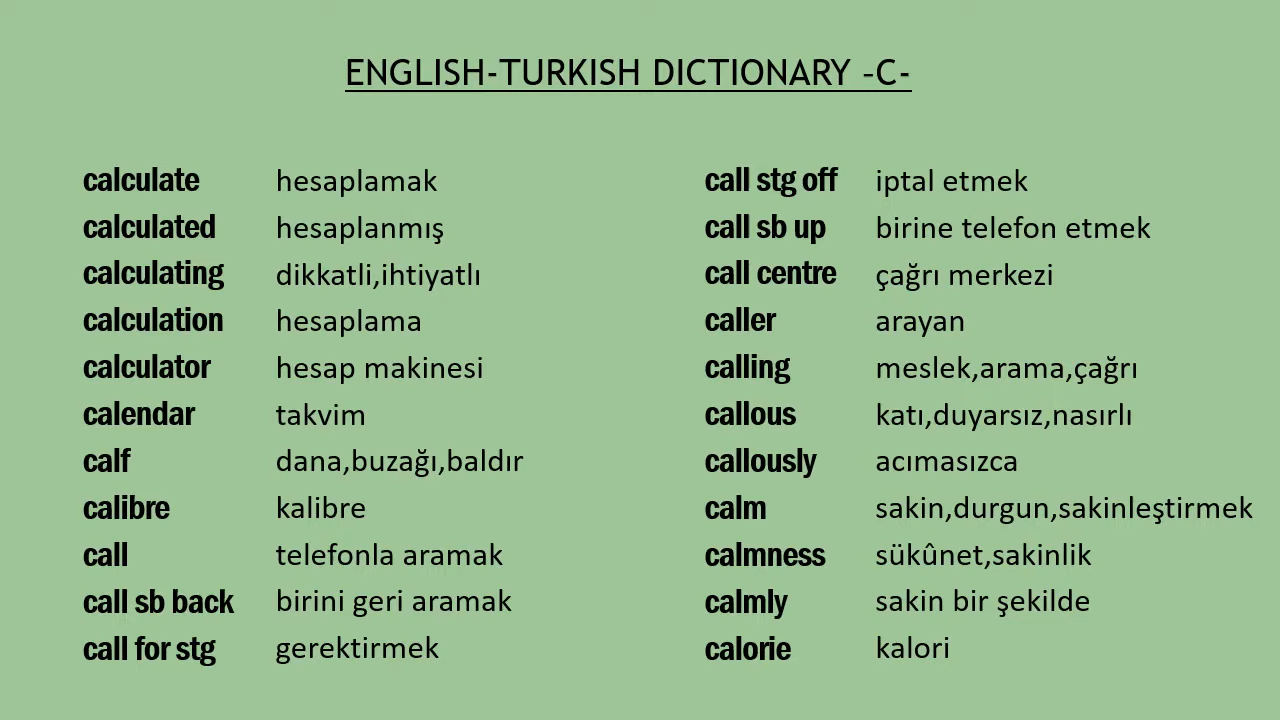 ENGLISH-TURKISH DICTIONARY –C-
calculate hesaplamak
calculated hesaplanmış
calculating dikkatli,ihtiyatlı
calculation hesaplama
calculator hesap makinesi
calendar takvim
calf dana,buzağı,baldır
calibre kalibre
call telefonla aramak
call sb back birini geri aramak
call for stg gerektirmek
call stg off iptal etmek
call sb up birine telefon etmek
call centre çağrı merkezi
caller arayan
calling meslek,arama,çağrı
callous katı,duyarsız,nasırlı
callously acımasızca
calm sakin,durgun,sakinleştirmek
calmness sükûnet,sakinlik
calmly sakin bir şekilde
calorie kalori